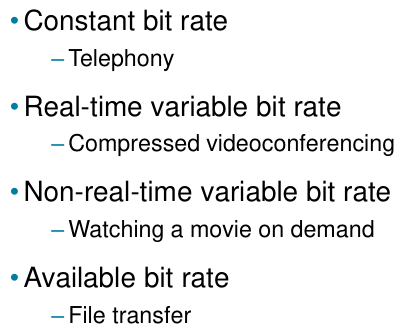 • Constant bit rate
– Telephony
• Real-time variable bit rate
– Compressed videoconferencing
• Non-real-time variable bit rate
– Watching a movie on demand
• Available bit rate
– File transfer